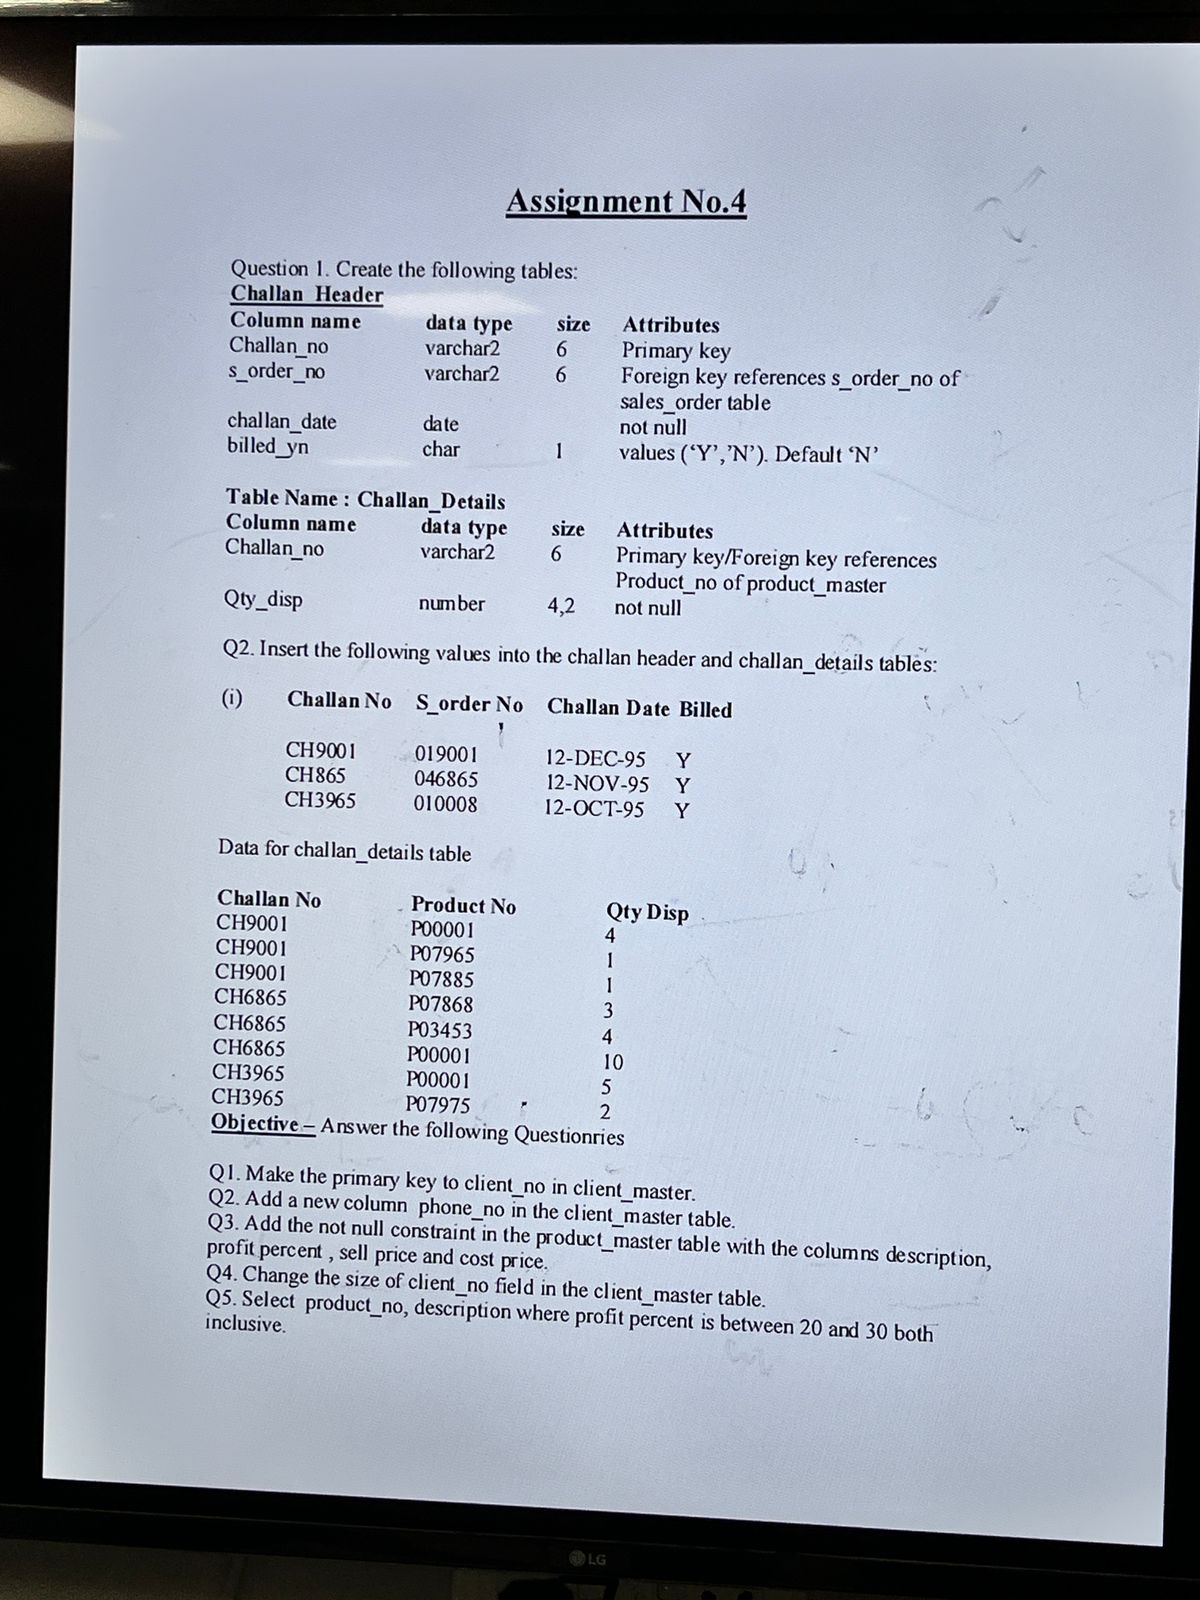 Assignment No.4
Question 1. Create the following tables:
Challan Header
Column name data type size Attributes
Challan_no varchar2 6 Primary key
s_order_no varchar2 6 Foreign key references s_order_no of
sales_order table
challan_date date not null
billed_yn char 1 values (‘Y’,’N’). Default ‘N’
Table Name : Challan_Details
Column name data type size Attributes
Challan_no varchar2 6 Primary key/Foreign key references
Product_no of product_master
Qty_disp number 4,2 not null
Q2. Insert the following values into the challan header and challan_details tables:
(i) Challan No S_order No Challan Date Billed
CH9001 019001 12-DEC-95 Y
CH865 046865 12-NOV-95 Y
CH3965 010008 12-OCT-95 Y
Data for challan_details table
Challan No Product No Qty Disp
CH9001 P00001 4
CH9001 P07965 1
CH9001 P07885 1
CH6865 P07868 3
CH6865 P03453 4
CH6865 P00001 10
CH3965 P00001 5
CH3965 P07975 2
Objective – Answer the following Questionries
Q1. Make the primary key to client_no in client_master.
Q2. Add a new column phone_no in the client_master table.
Q3. Add the not null constraint in the product_master table with the columns description,
profit percent , sell price and cost price.
Q4. Change the size of client_no field in the client_master table.
Q5. Select product_no, description where profit percent is between 20 and 30 both
inclusive.
LG